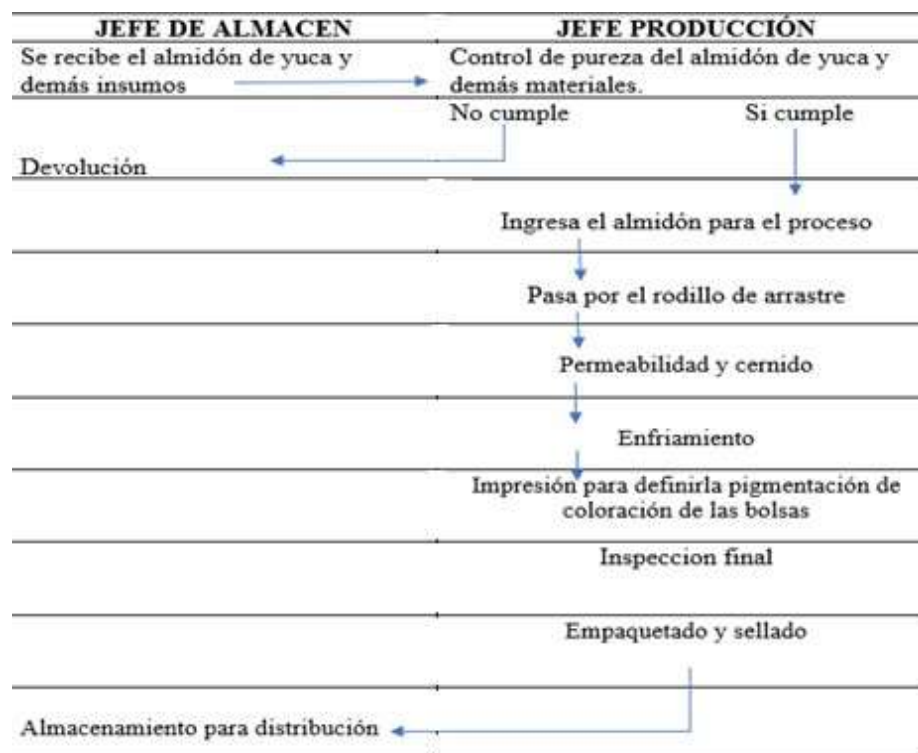 JEFE DE ALMACEN
JEFE PRODUCCIÓN
Se recibe el almidón de yuca y
demás insumos
Control de pureza del almidón de yuca y
demás materiales.
No cumple
Si cumple
Devolución
Ingresa el almidón para el proceso
Pasa por el rodillo de arrastre
Permeabilidad y cernido
Enfriamiento
Impresión para definirla pigmentación de
coloración de las bolsas
Inspeccion final
Empaquetado y sellado
Almacenamiento para distribución